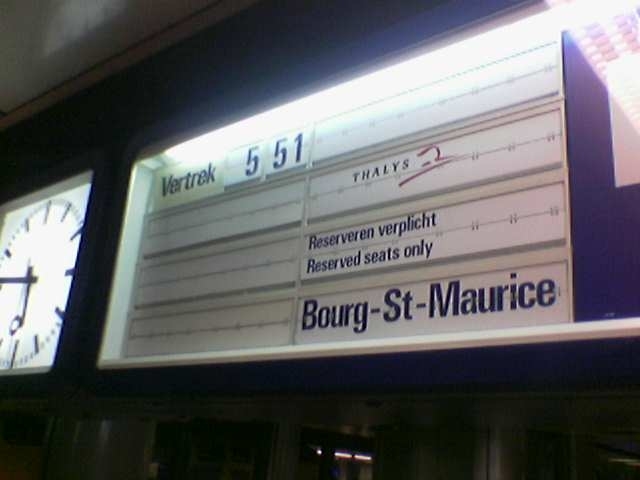 Vertrek 5 51
THALYS
Reserveren verplicht
Reserved seats only
Bourg-St-Maurice